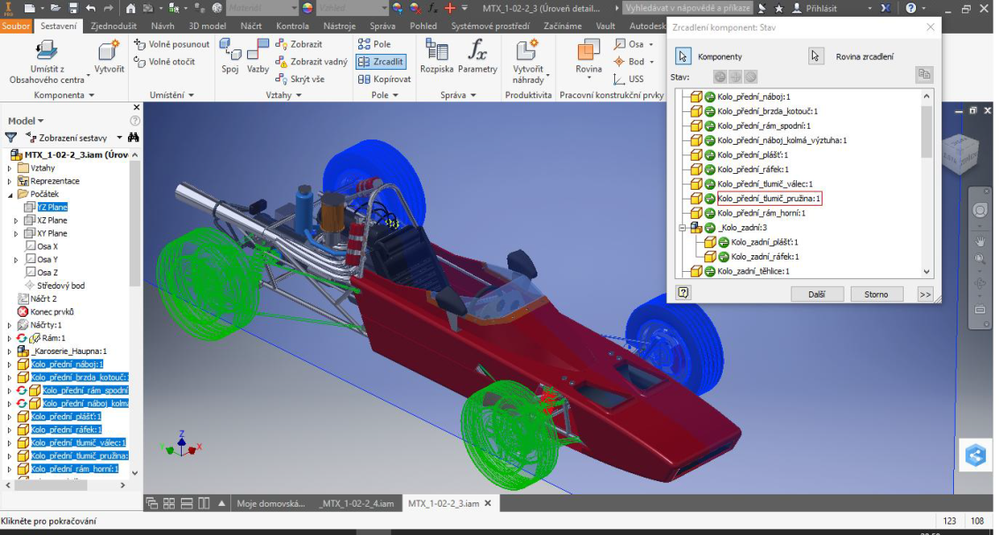 MTX_1-02-2_3 (Úroveň detail...
Vyhledávat v nápovědě a příkaze
Přihlásit
Soubor Sestavení Zjednodušit Návrh 3D model Náčrt Kontrola Nástroje Správa Pohled Systémové prostředí Začínáme Vault Autodesk
Umístit z
Obsahového centra
Vytvořit
Komponenta
Volné posunout
Volné otočit
Umístění
Spoj Vazby
Zobrazit
Zobrazit vadný
Skrýt vše
Vztahy
Pole
Zrcadlit
Kopírovat
Pole
Rozpiska Parametry
Správa
Vytvořit
náhrady
Produktivita
Rovina
Osa
Bod
USS
Pracovní konstrukční prvky
Zrcadlení komponent: Stav
Komponenty
Rovina zrcadlení
Stav:
Kolo_přední_náboj:1
Kolo_přední_brzda_kotouč:1
Kolo_přední_rám_spodní:1
Kolo_přední_náboj_kolmá_výztuha:1
Kolo_přední_plášť:1
Kolo_přední_ráfek:1
Kolo_přední_tlumič_válec:1
Kolo_přední_tlumič_pružina:1
Kolo_přední_rám_horní:1
_Kolo_zadní:3
Kolo_zadní_plášť:1
Kolo_zadní_ráfek:1
Kolo_zadní_těhlice:1
Další
Storno
>>
Model
Zobrazení sestavy
MTX_1-02-2_3.iam (Úrov
Vztahy
Reprezentace
Počátek
YZ Plane
XZ Plane
XY Plane
Osa X
Osa Y
Osa Z
Středový bod
Náčrt 2
Konec prvků
Náčrty:1
Rám:1
_Karoserie_Haupna:1
Kolo_přední_náboj:1
Kolo_přední_brzda_kotouč:
Kolo_přední_rám_spodní
Kolo_přední_náboj_kolmá
Kolo_přední_plášť:1
Kolo_přední_ráfek:1
Kolo_přední_tlumič_válec:1
Kolo_přední_tlumič_pružina:
Kolo_přední_rám_horní:1
Z
X
Moje domovská... _MTX_1-02-2_4.iam MTX_1-02-2_3.iam
Klikněte pro pokračování
123 108